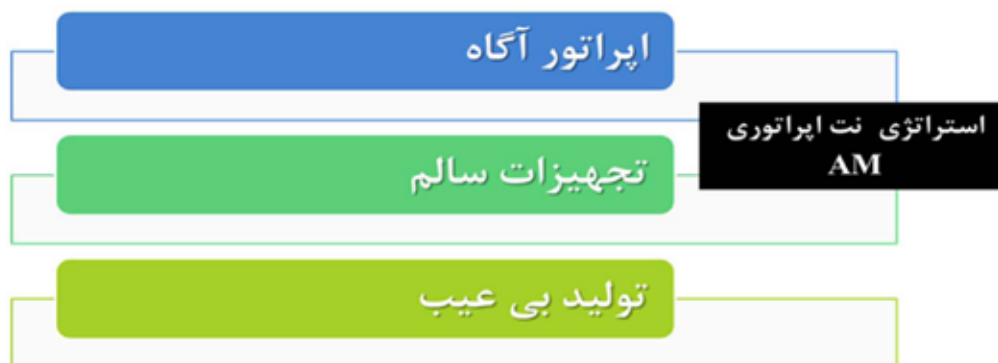 اپراتور آگاه
استراتژی نت اپراتوری
AM
تجهیزات سالم
تولید بی عیب